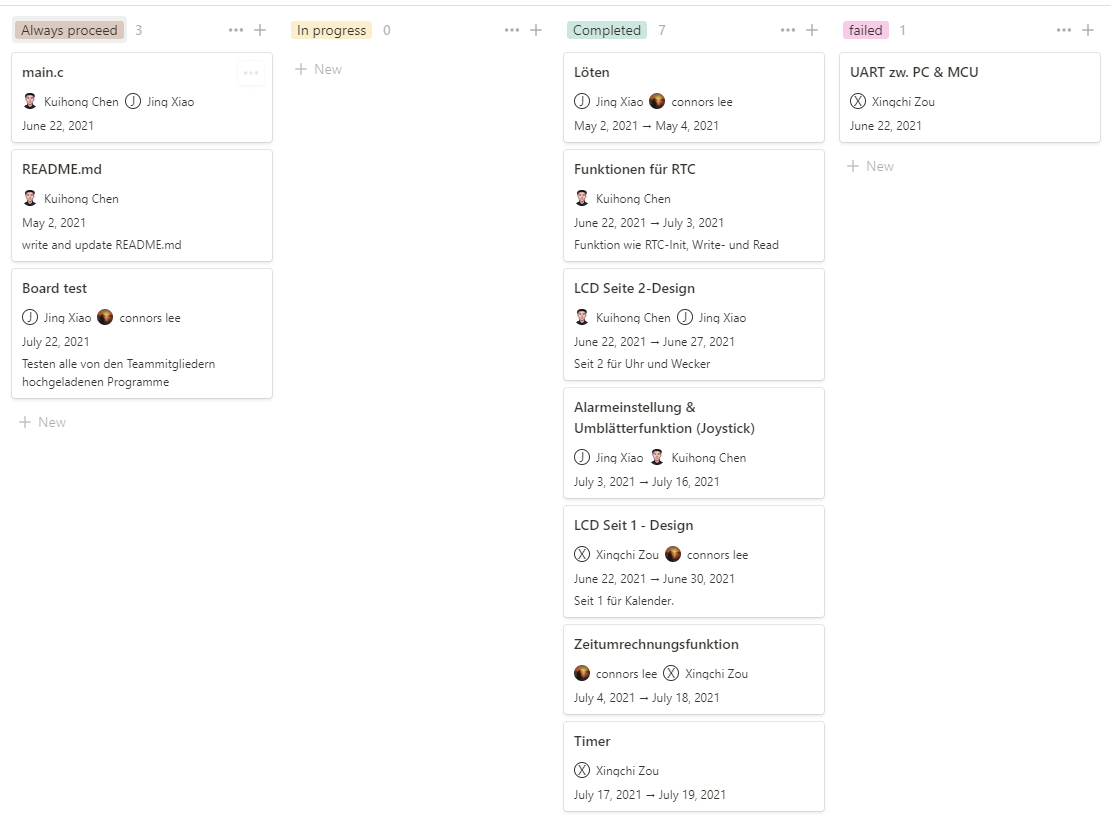 Always proceed 3
main.c
Kuihong Chen J Jing Xiao
June 22, 2021
README.md
Kuihong Chen
May 2, 2021
write and update README.md
Board test
J Jing Xiao connors lee
July 22, 2021
Testen alle von den Teammitgliedern
hochgeladenen Programme
+ New
In progress 0
+ New
Completed 7
Löten
J Jing Xiao connors lee
May 2, 2021 → May 4, 2021
Funktionen für RTC
Kuihong Chen
June 22, 2021 → July 3, 2021
Funktion wie RTC-Init, Write- und Read
LCD Seite 2-Design
Kuihong Chen J Jing Xiao
June 22, 2021 → June 27, 2021
Seit 2 für Uhr und Wecker
Alarmeinstellung &
Umblätterfunktion (Joystick)
J Jing Xiao Kuihong Chen
July 3, 2021 → July 16, 2021
LCD Seit 1 - Design
X Xingchi Zou connors lee
June 22, 2021 → June 30, 2021
Seit 1 für Kalender.
Zeitumrechnungsfunktion
connors lee X Xingchi Zou
July 4, 2021 → July 18, 2021
Timer
X Xingchi Zou
July 17, 2021 → July 19, 2021
failed 1
UART zw. PC & MCU
X Xingchi Zou
June 22, 2021
+ New